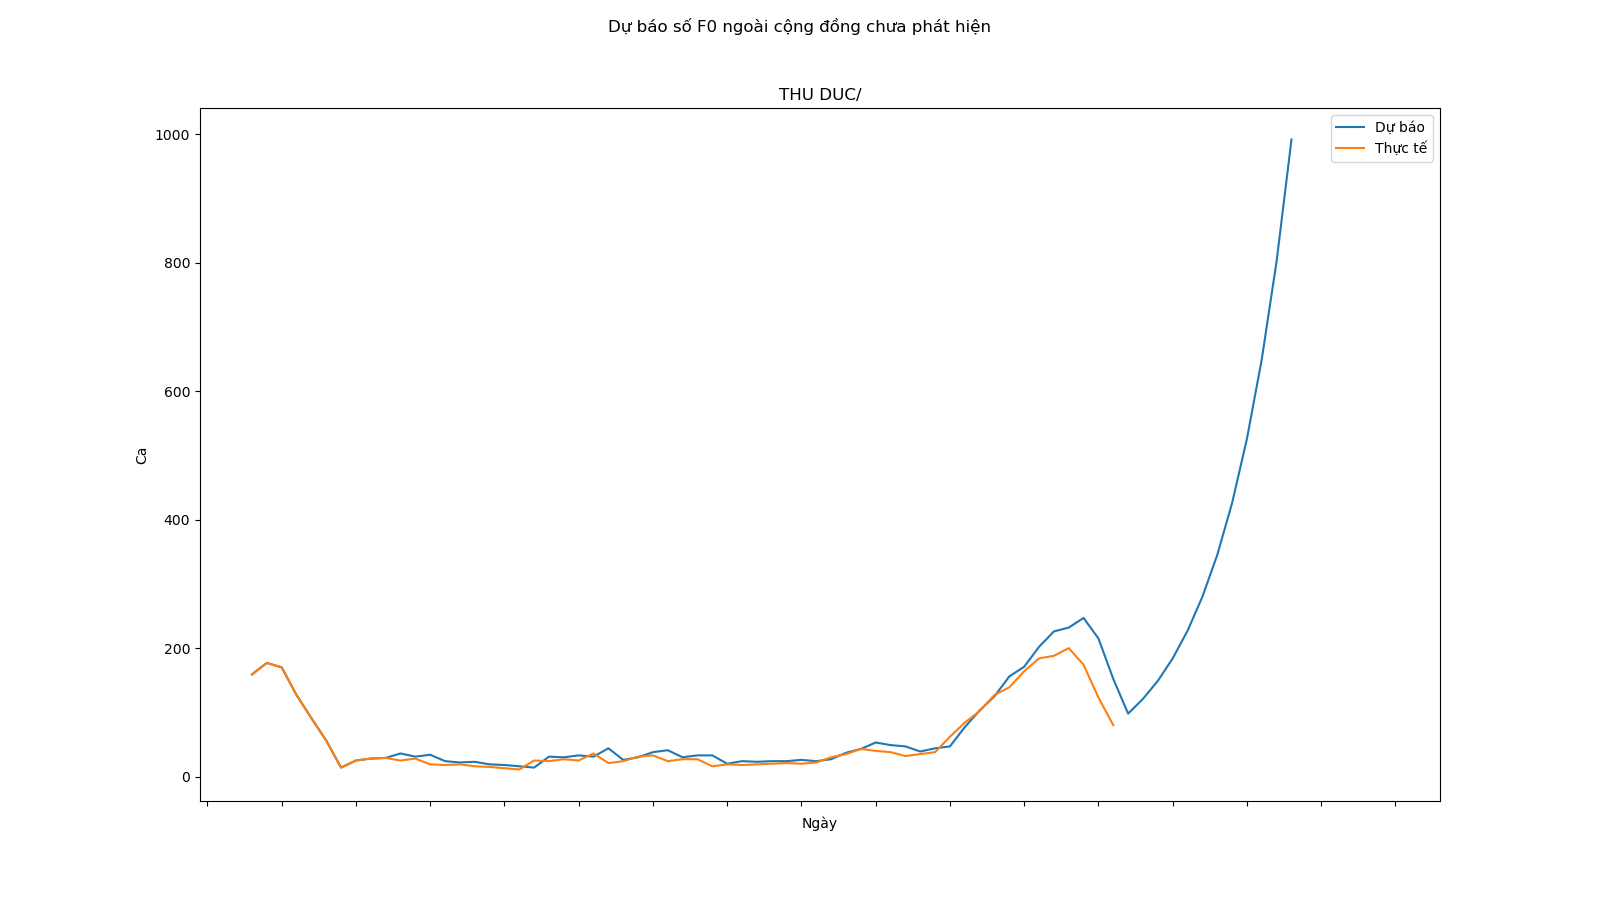 Dự báo số F0 ngoài cộng đồng chưa phát hiện
THU DUC/
Dự báo
Thực tế
1000
800
600
400
200
0
Ca
Ngày